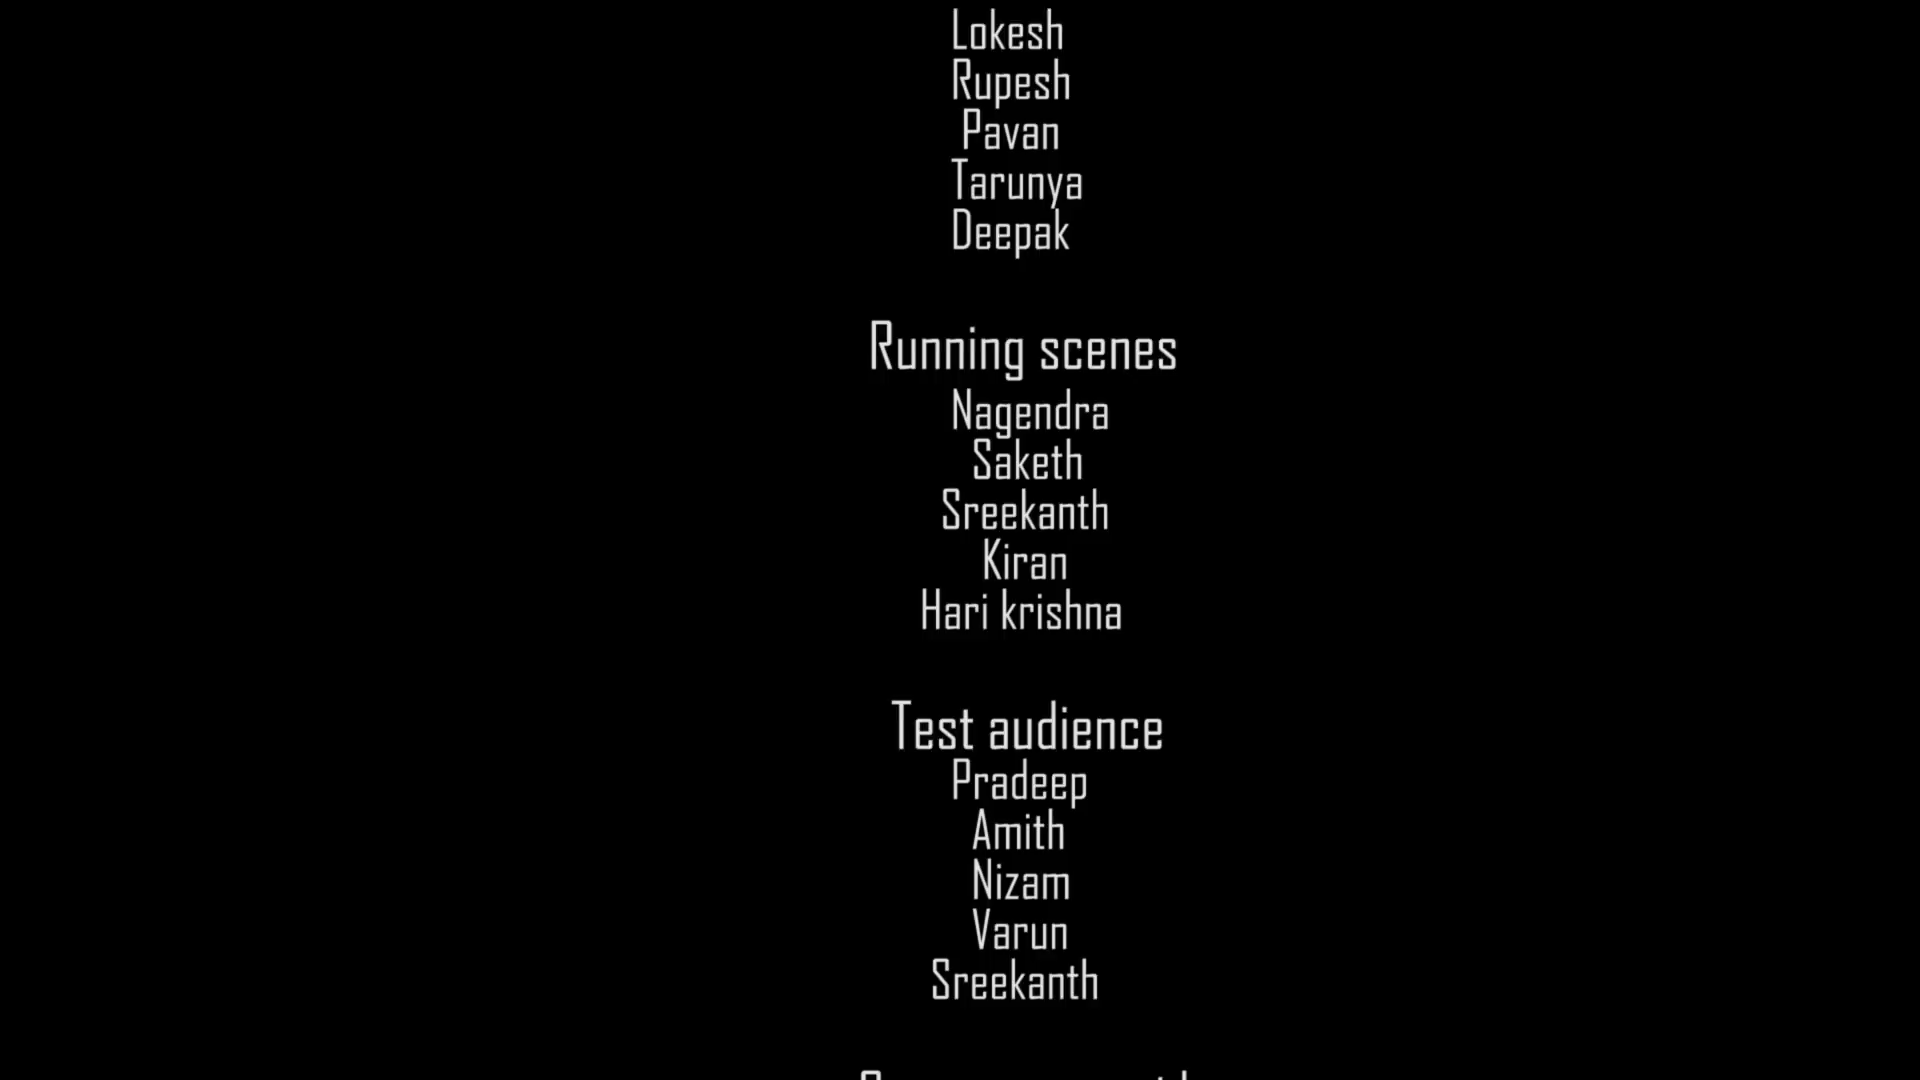 Lokesh
Rupesh
Pavan
Tarunya
Deepak
Running scenes
Nagendra
Saketh
Sreekanth
Kiran
Hari krishna
Test audience
Pradeep
Amith
Nizam
Varun
Sreekanth